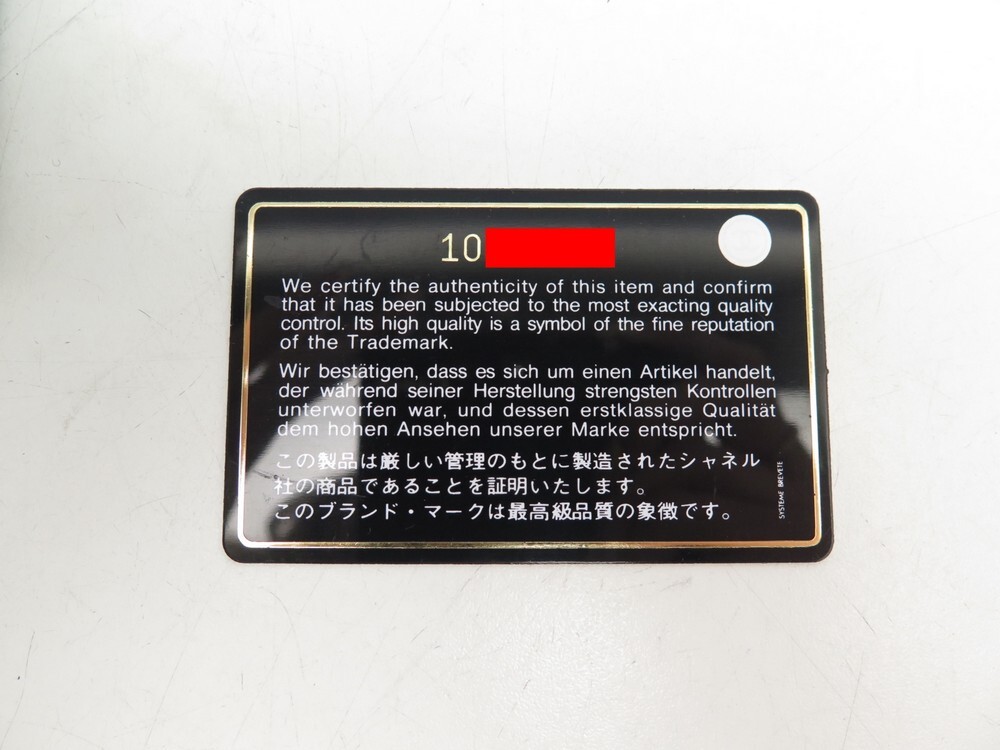 10
We certify the authenticity of this item and confirm
that it has been subjected to the most exacting quality
control. Its high quality is a symbol of the fine reputation
of the Trademark.
Wir bestätigen, dass es sich um einen Artikel handelt,
der während seiner Herstellung strengsten Kontrollen
unterworfen war, und dessen erstklassige Qualität
dem hohen Ansehen unserer Marke entspricht.
この製品は厳しい管理のもとに製造されたシャネル
社の商品であることを証明いたします。
このブランド・マークは最高級品質の象徴です。
SYSTEME BREVETE